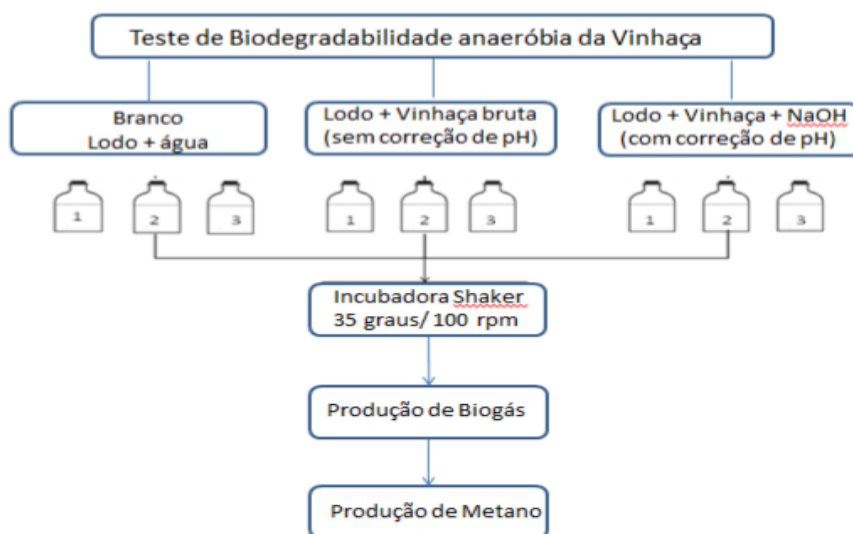 Teste de Biodegradabilidade anaeróbia da Vinhaça
Branco
Lodo + água
Lodo + Vinhaça bruta
(sem correção de pH)
Lodo + Vinhaça + NaOH
(com correção de pH)
1 2 3
1 2 3
1 2 3
Incubadora Shaker
35 graus/ 100 rpm
Produção de Biogás
Produção de Metano